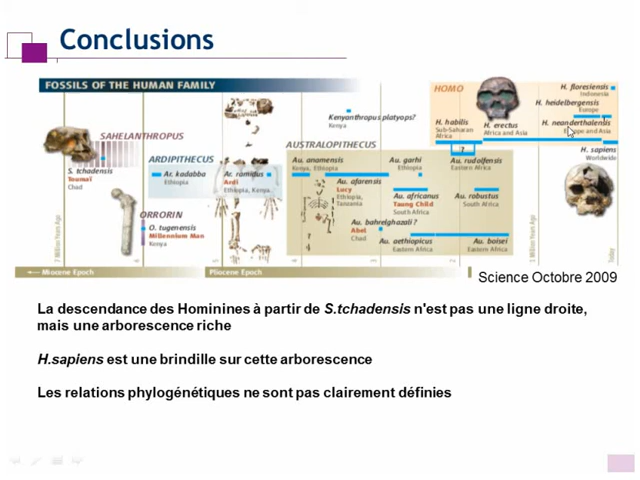 Conclusions
FOSSILS OF THE HUMAN FAMILY
HOMO
H. floresiensis
Indonesia
H. heidelbergensis
Europe
Kenyanthropus platyops?
Kenya
H. habilis
Sub-Saharan
Africa
H. erectus
Africa and Asia
H. neanderthalensis
Europe and Asia
SAHELANTHROPUS
AUSTRALOPITHECUS
?
H. sapiens
Worldwide
ARDIPITHECUS
S. tchadensis
Toumaï
Chad
Ar. kadabba
Ethiopia
Ar. ramidus
Ardi
Ethiopia, Kenya
Au. anamensis
Kenya, Ethiopia
Au. garhi
Ethiopia
Au. rudolfensis
Eastern Africa
Au. afarensis
Lucy
Ethiopia,
Tanzania
Au. africanus
Taung Child
South Africa
Au. robustus
South Africa
ORRORIN
O. tugenensis
Millennium Man
Kenya
Au. bahrelghazali ?
Abel
Chad
Au. aethiopicus
Eastern Africa
Au. boisei
Eastern Africa
7 Million Years Ago
Today
Miocene Epoch
Pliocene Epoch
Science Octobre 2009
La descendance des Hominines à partir de S.tchadensis n'est pas une ligne droite,
mais une arborescence riche
H.sapiens est une brindille sur cette arborescence
Les relations phylogénétiques ne sont pas clairement définies